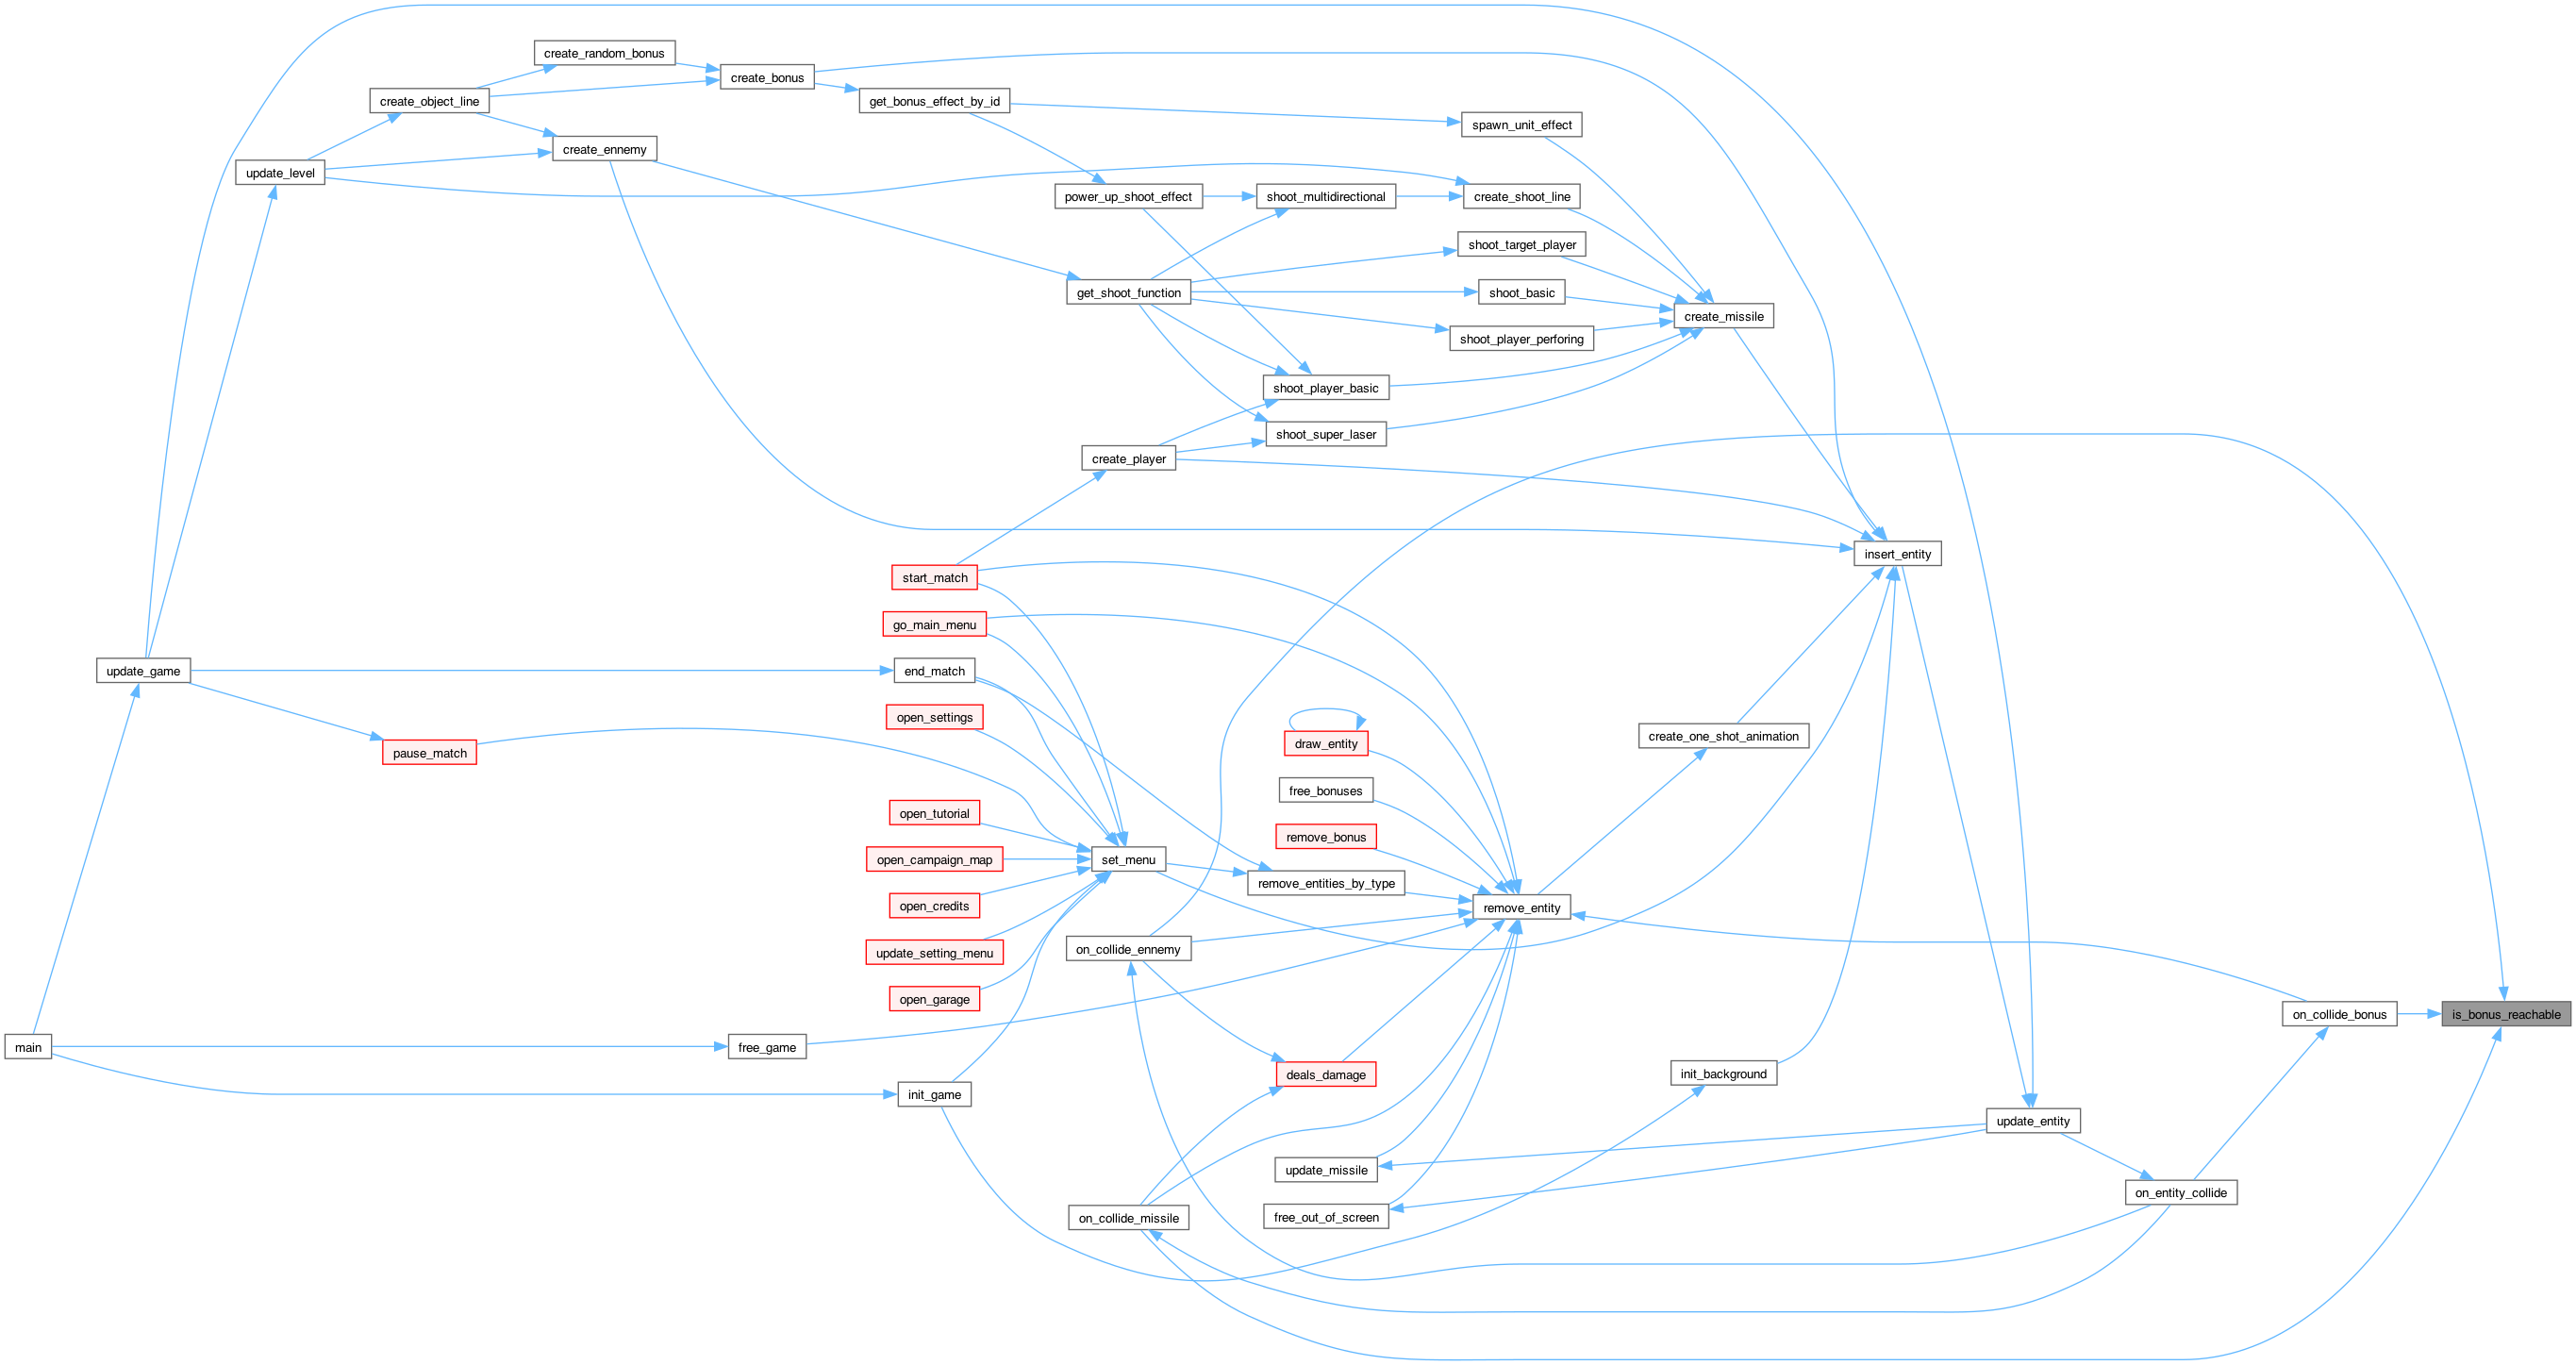 create_random_bonus
create_bonus
create_object_line
get_bonus_effect_by_id
spawn_unit_effect
create_ennemy
update_level
power_up_shoot_effect
shoot_multidirectional
create_shoot_line
shoot_target_player
get_shoot_function
shoot_basic
create_missile
shoot_player_perforing
shoot_player_basic
shoot_super_laser
create_player
insert_entity
start_match
go_main_menu
update_game
end_match
open_settings
pause_match
draw_entity
create_one_shot_animation
free_bonuses
open_tutorial
remove_bonus
open_campaign_map
set_menu
remove_entities_by_type
open_credits
remove_entity
update_setting_menu
on_collide_ennemy
open_garage
on_collide_bonus
is_bonus_reachable
main
free_game
deals_damage
init_background
init_game
update_entity
update_missile
on_entity_collide
on_collide_missile
free_out_of_screen